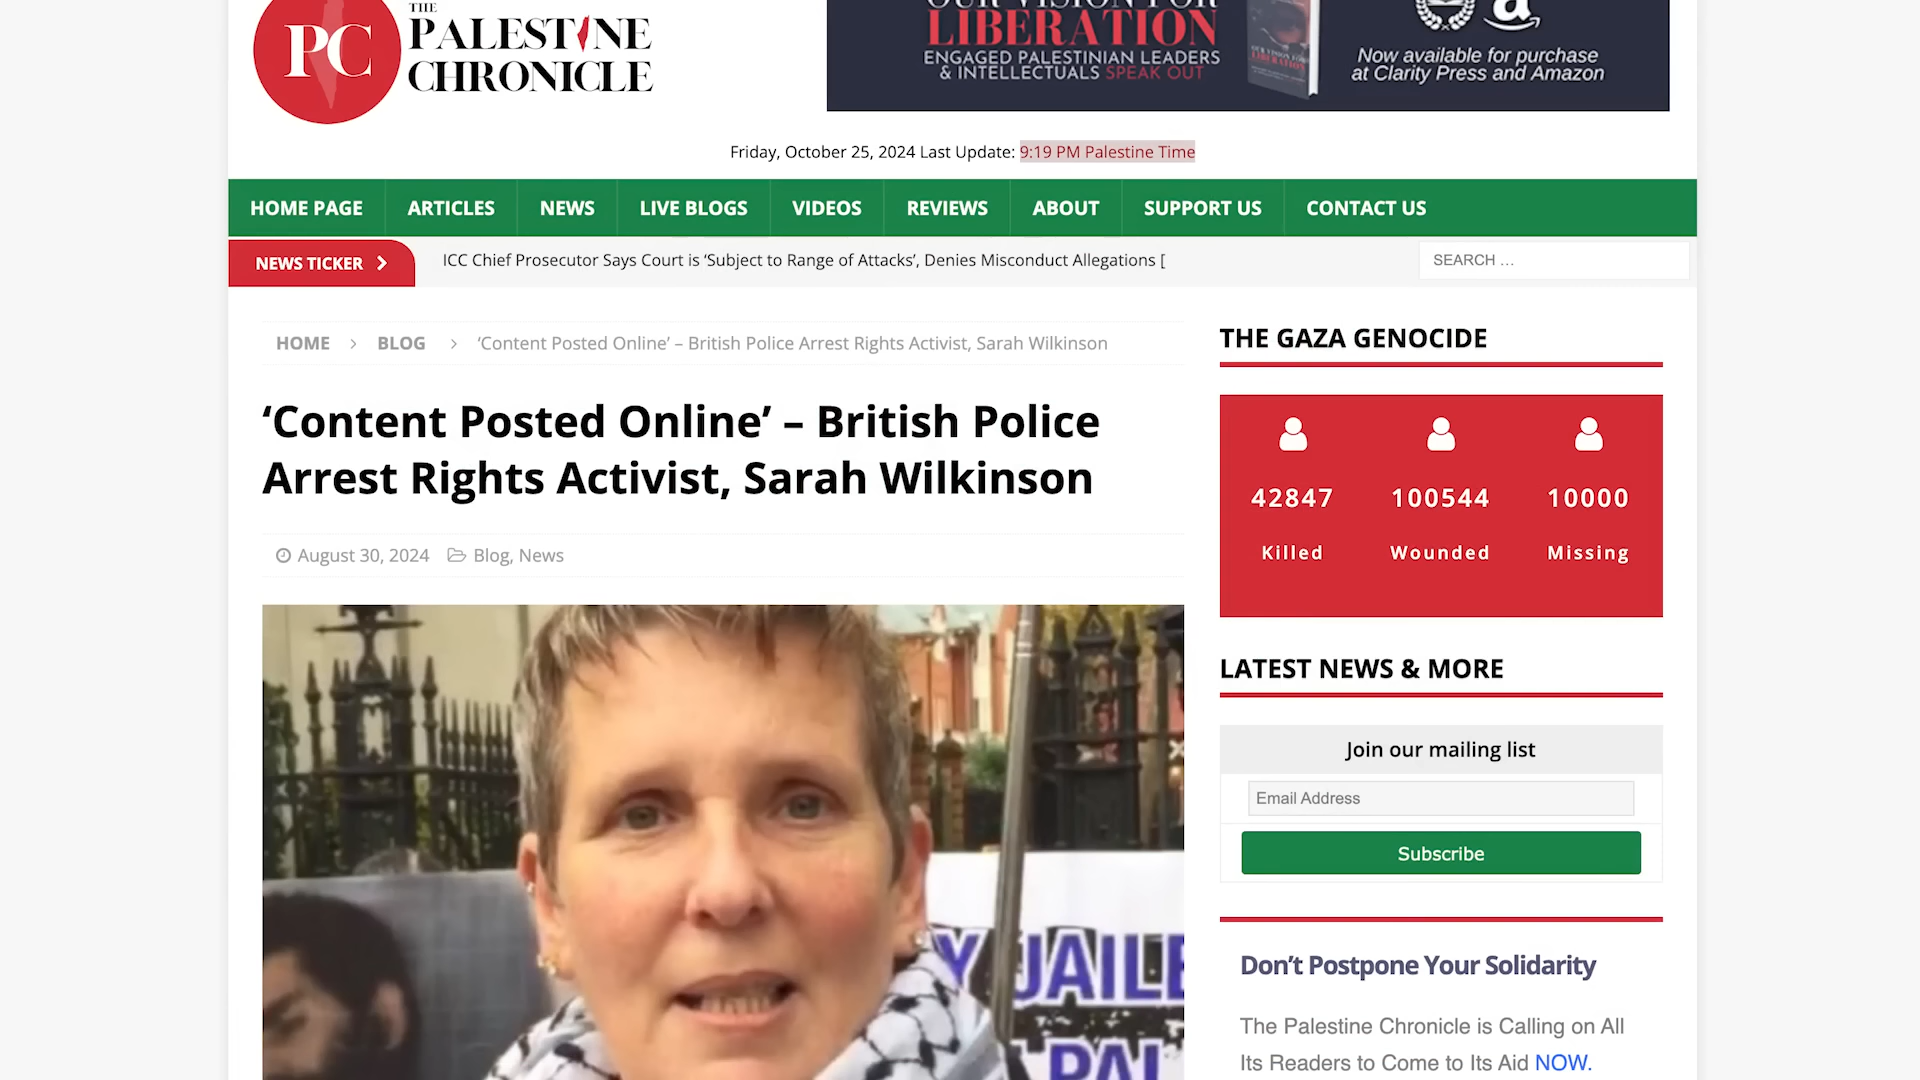 THE
PALESTINE
CHRONICLE
PC
OUR VISION FOR
LIBERATION
ENGAGED PALESTINIAN LEADERS
& INTELLECTUALS SPEAK OUT
Now available for purchase
at Clarity Press and Amazon
Friday, October 25, 2024 Last Update: 9:19 PM Palestine Time
HOME PAGE ARTICLES NEWS LIVE BLOGS VIDEOS REVIEWS ABOUT SUPPORT US CONTACT US
NEWS TICKER
ICC Chief Prosecutor Says Court is ‘Subject to Range of Attacks’, Denies Misconduct Allegations [
SEARCH …
HOME > BLOG > ‘Content Posted Online’ – British Police Arrest Rights Activist, Sarah Wilkinson
‘Content Posted Online’ – British Police
Arrest Rights Activist, Sarah Wilkinson
August 30, 2024 Blog, News
Y JAILE
PAL
THE GAZA GENOCIDE
42847 100544 10000
Killed Wounded Missing
LATEST NEWS & MORE
Join our mailing list
Email Address
Subscribe
Don’t Postpone Your Solidarity
The Palestine Chronicle is Calling on All
Its Readers to Come to Its Aid NOW.